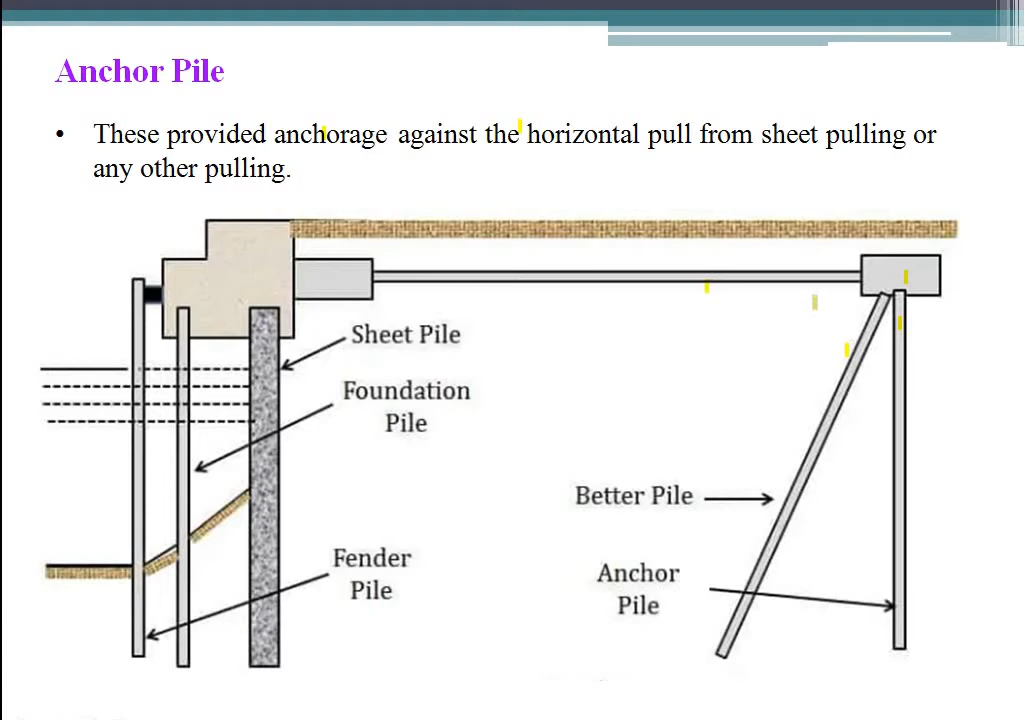 Anchor Pile
• These provided anchorage against the horizontal pull from sheet pulling or
any other pulling.
Sheet Pile
Foundation
Pile
Better Pile
Fender
Pile
Anchor
Pile